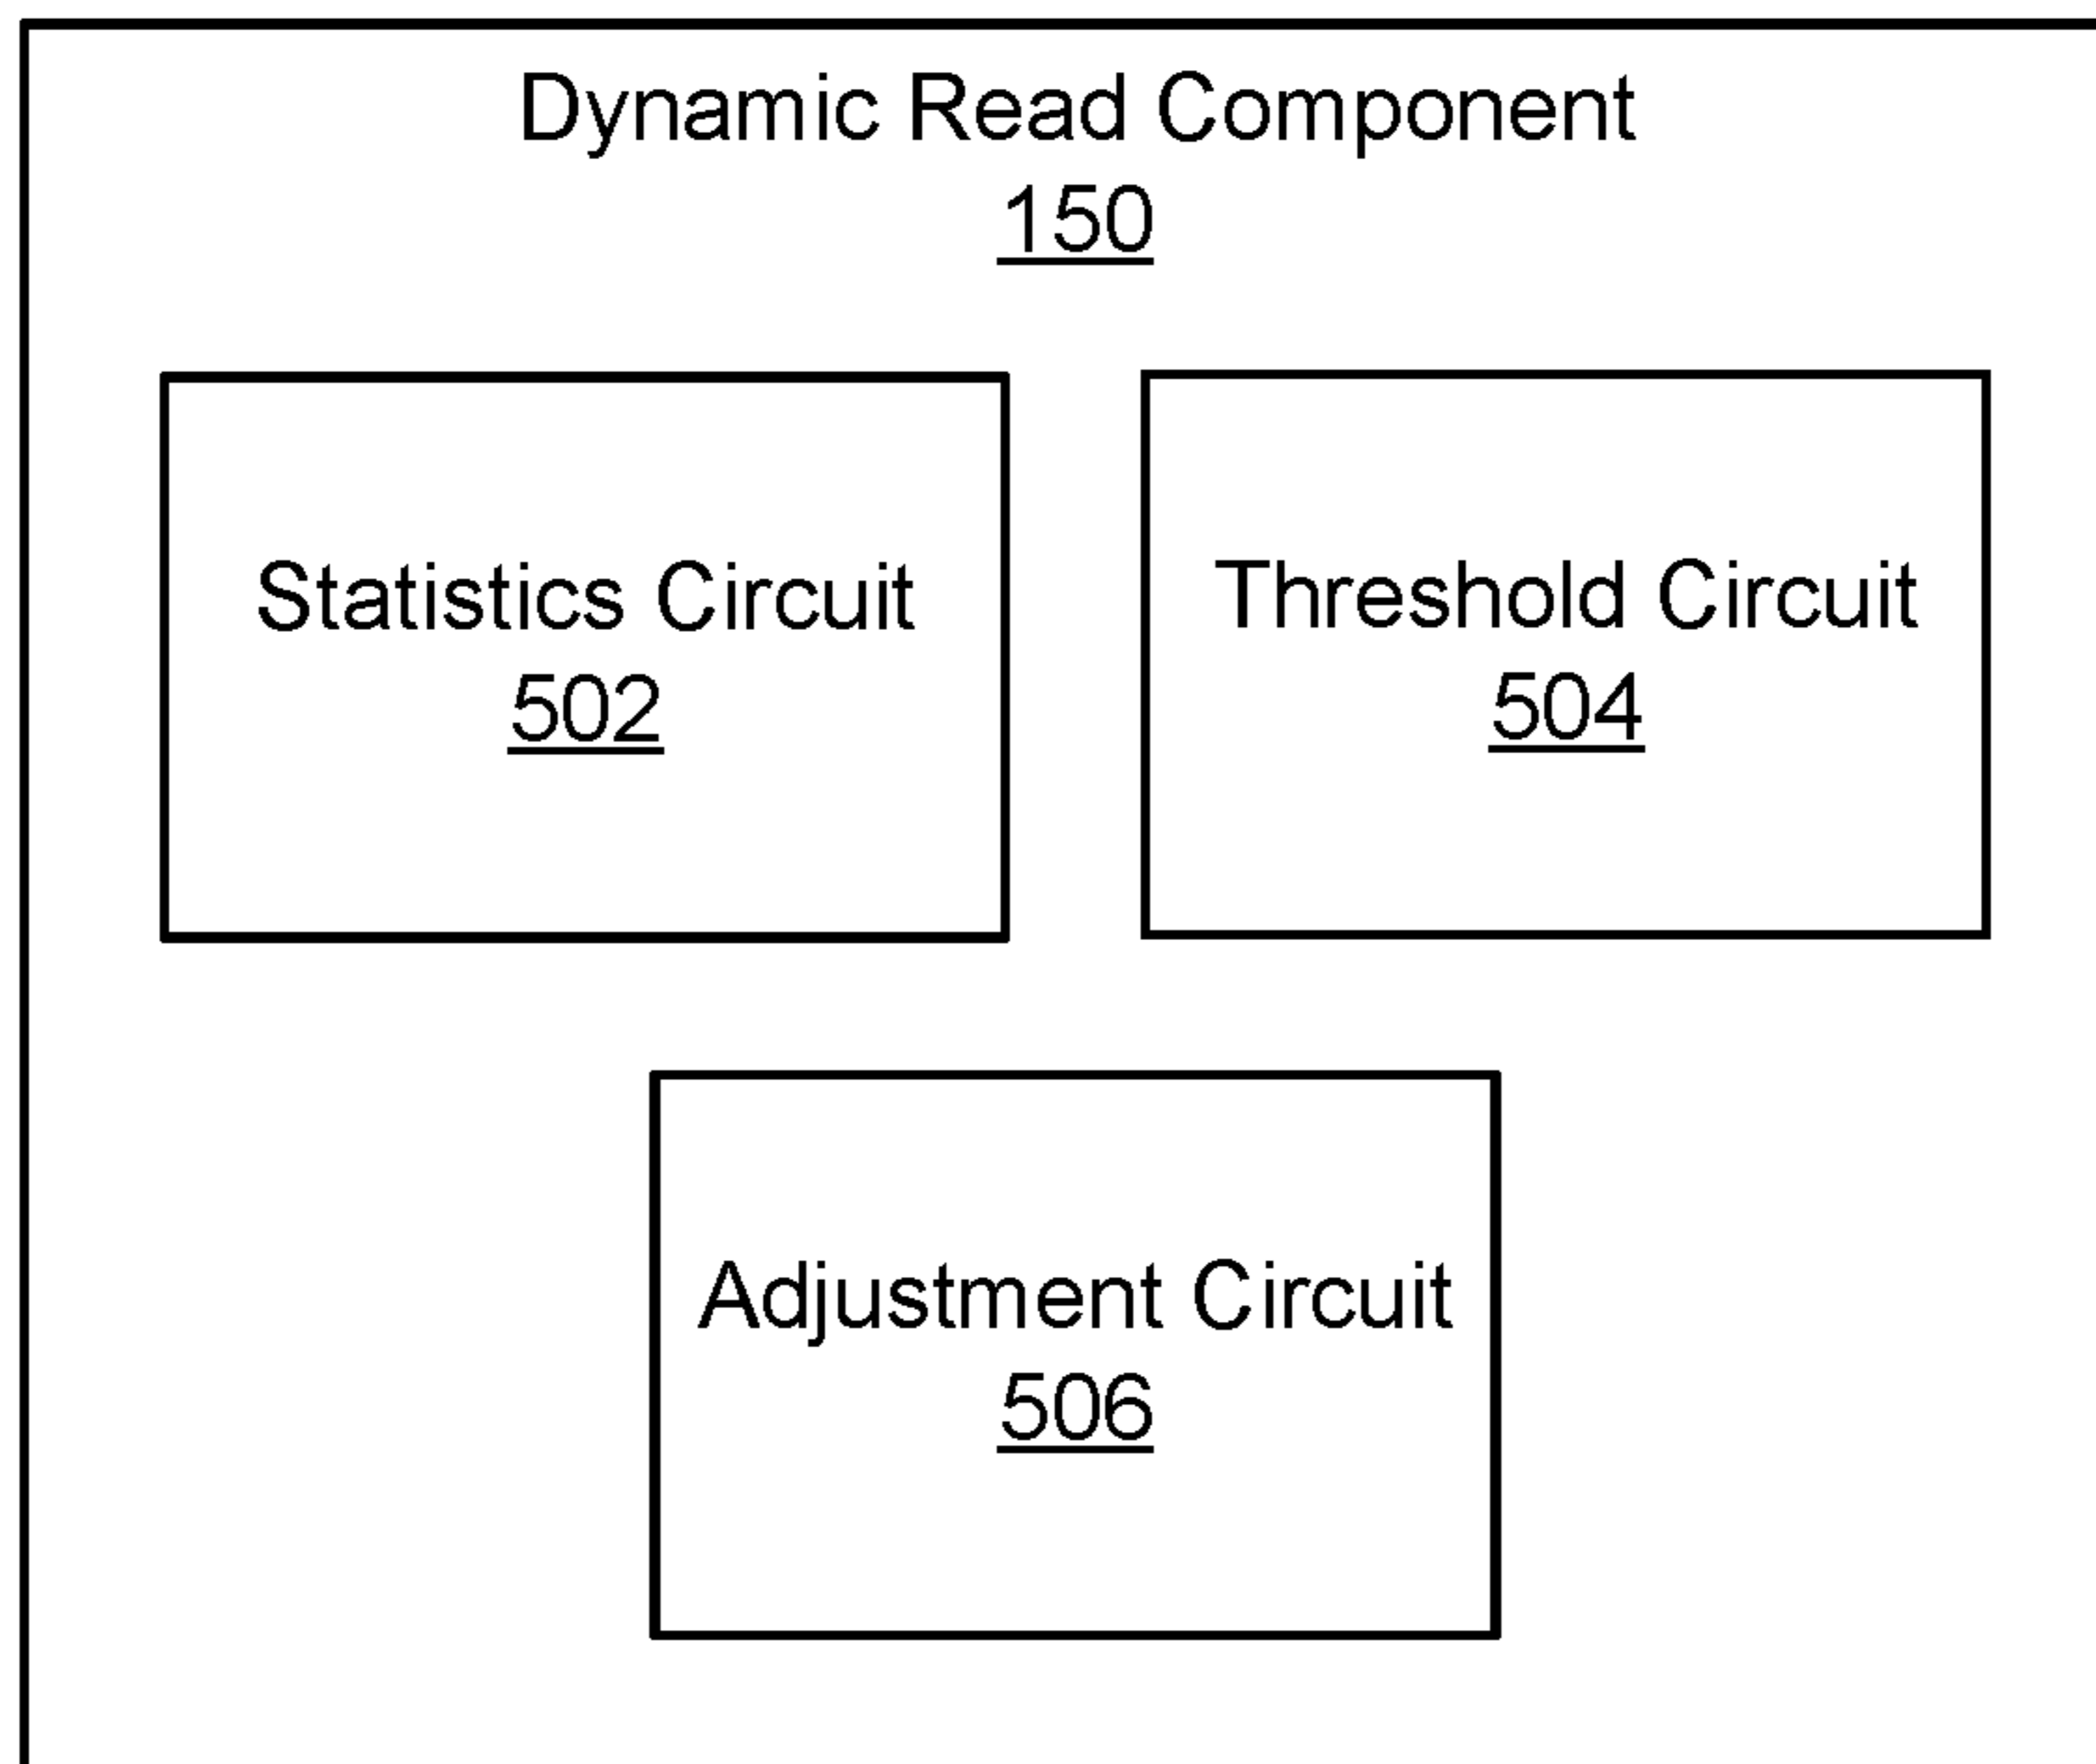 Dynamic Read Component
150
Statistics Circuit
502
Threshold Circuit
504
Adjustment Circuit
506